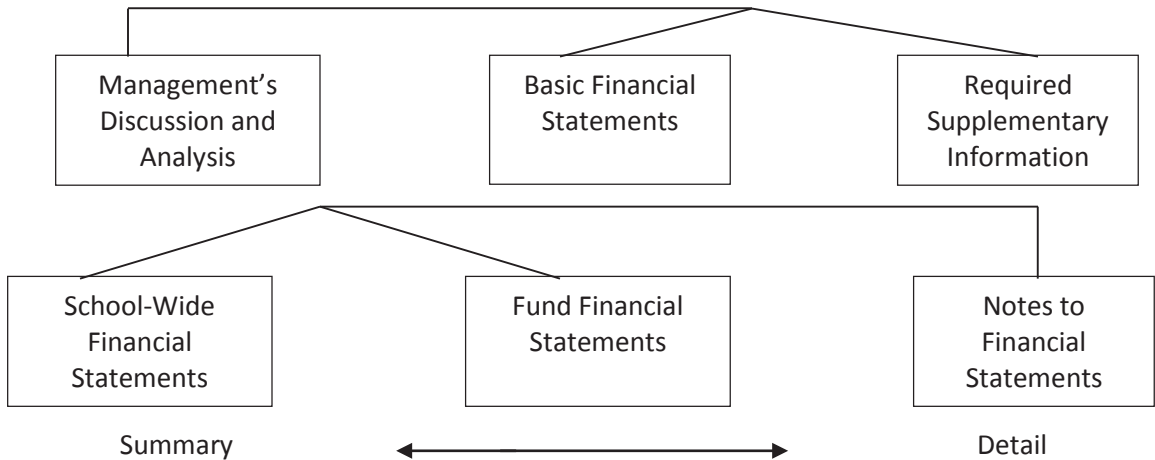 Management’s
Discussion and
Analysis
Basic Financial
Statements
Required
Supplementary
Information
School-Wide
Financial
Statements
Fund Financial
Statements
Notes to
Financial
Statements
Summary
Detail